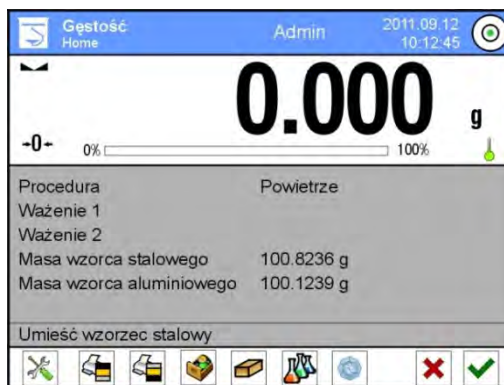 Gęstość Admin 2011.09.12
Home 10:12:45
0.000 g
→0← 0% 100%
Procedura Powietrze
Ważenie 1
Ważenie 2
Masa wzorca stalowego 100.8236 g
Masa wzorca aluminiowego 100.1239 g
Umieść wzorzec stalowy